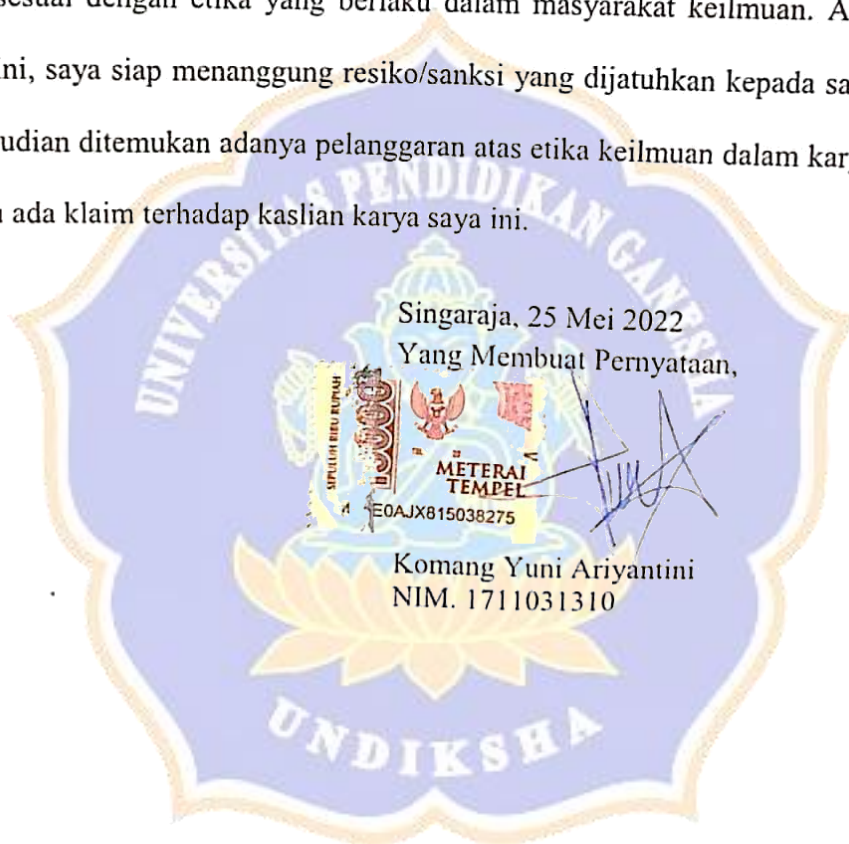 sesuai dengan etika yang berlaku dalam masyarakat keilmuan. A
ini, saya siap menanggung resiko/sanksi yang dijatuhkan kepada sa
udian ditemukan adanya pelanggaran atas etika keilmuan dalam kar
ada klaim terhadap kaslian karya saya ini.
UNIVERSITAS PENDIDIKAN GANESHA
Singaraja, 25 Mei 2022
Yang Membuat Pernyataan,
SEPULUH RIBU RUPIAH
METERAI
TEMPEL
E0AJX815038275
Komang Yuni Ariyantini
NIM. 1711031310
UNDIKSHA